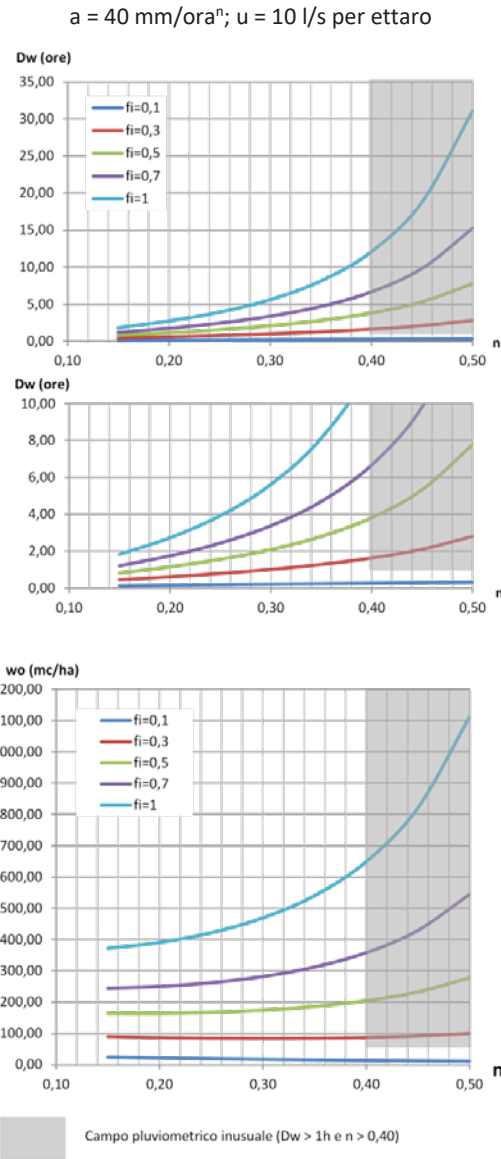 a = 40 mm/oraⁿ; u = 10 l/s per ettaro
Dw (ore)
35,00
30,00
25,00
20,00
15,00
10,00
5,00
0,00
fi=0,1
fi=0,3
fi=0,5
fi=0,7
fi=1
0,10 0,20 0,30 0,40 0,50
n
Dw (ore)
10,00
8,00
6,00
4,00
2,00
0,00
0,10 0,20 0,30 0,40 0,50
n
wo (mc/ha)
200,00
100,00
000,00
900,00
800,00
700,00
600,00
500,00
400,00
300,00
200,00
100,00
0,00
fi=0,1
fi=0,3
fi=0,5
fi=0,7
fi=1
0,10 0,20 0,30 0,40 0,50
n
Campo pluviometrico inusuale (Dw > 1h e n > 0,40)